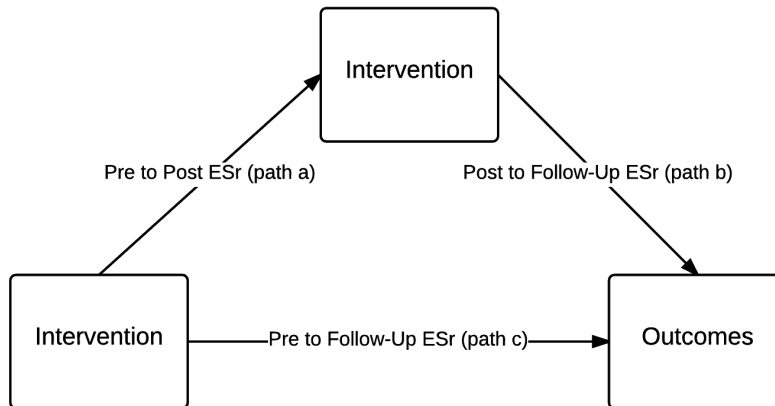 Intervention
Pre to Post ESr (path a)
Post to Follow-Up ESr (path b)
Intervention
Pre to Follow-Up ESr (path c)
Outcomes